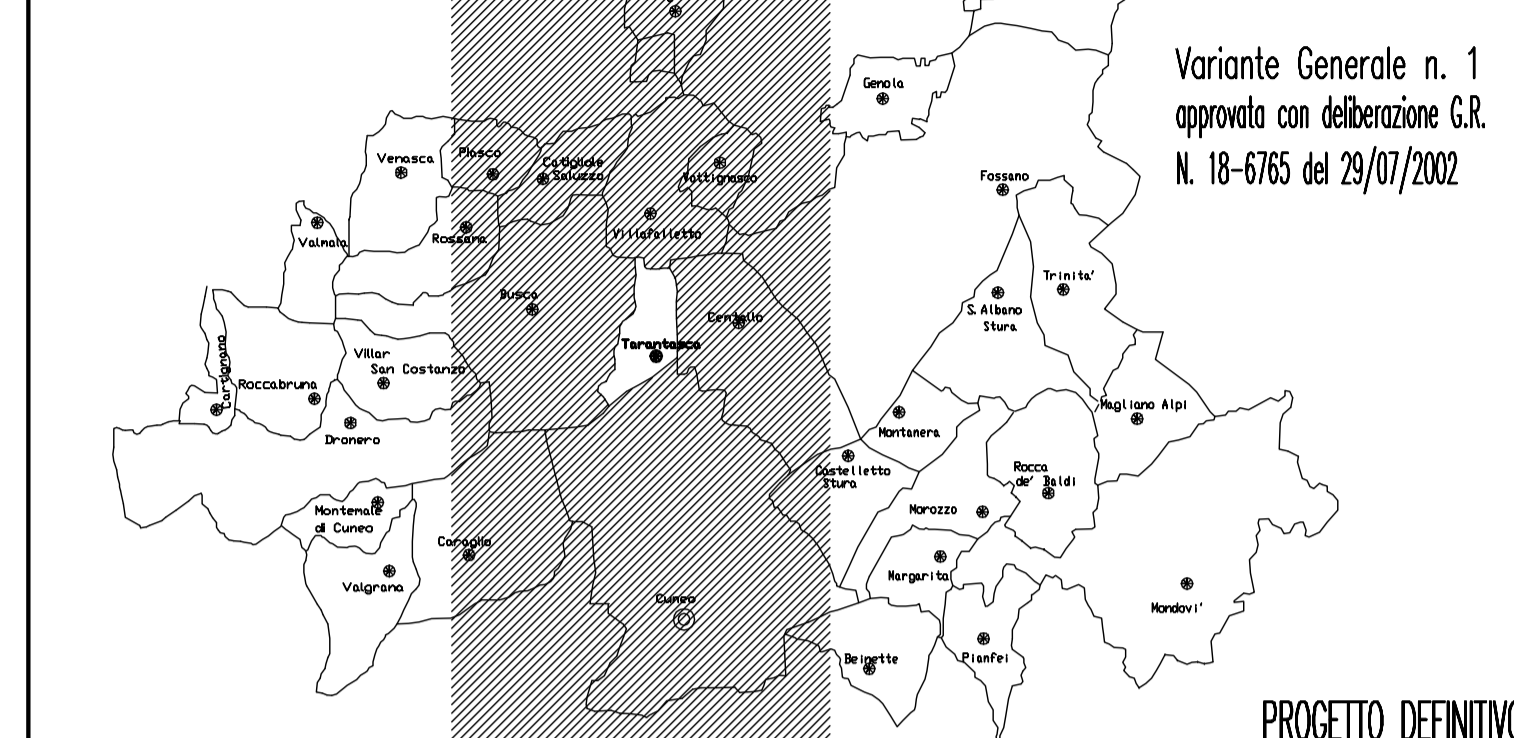 Variante Generale n. 1
approvata con deliberazione G.R.
N. 18-6765 del 29/07/2002
Genola
Venasca
Piasco
Catigliole
Saluzzo
Vottignasco
Fossano
Valmala
Rossana
Villafalletto
Trinita'
Busca
S. Albano
Stura
Centello
Tarantasca
Cartignano
Villar
San Costanzo
Roccabruna
Magliano Alpi
Dronero
Montanera
Castelletto
Stura
Rocca
de' Baldi
Montemale
di Cuneo
Morozzo
Caraglio
Margarita
Valgrana
Cuneo
Mondovi'
Beinette
Pianfei
PROGETTO DEFINITIVO